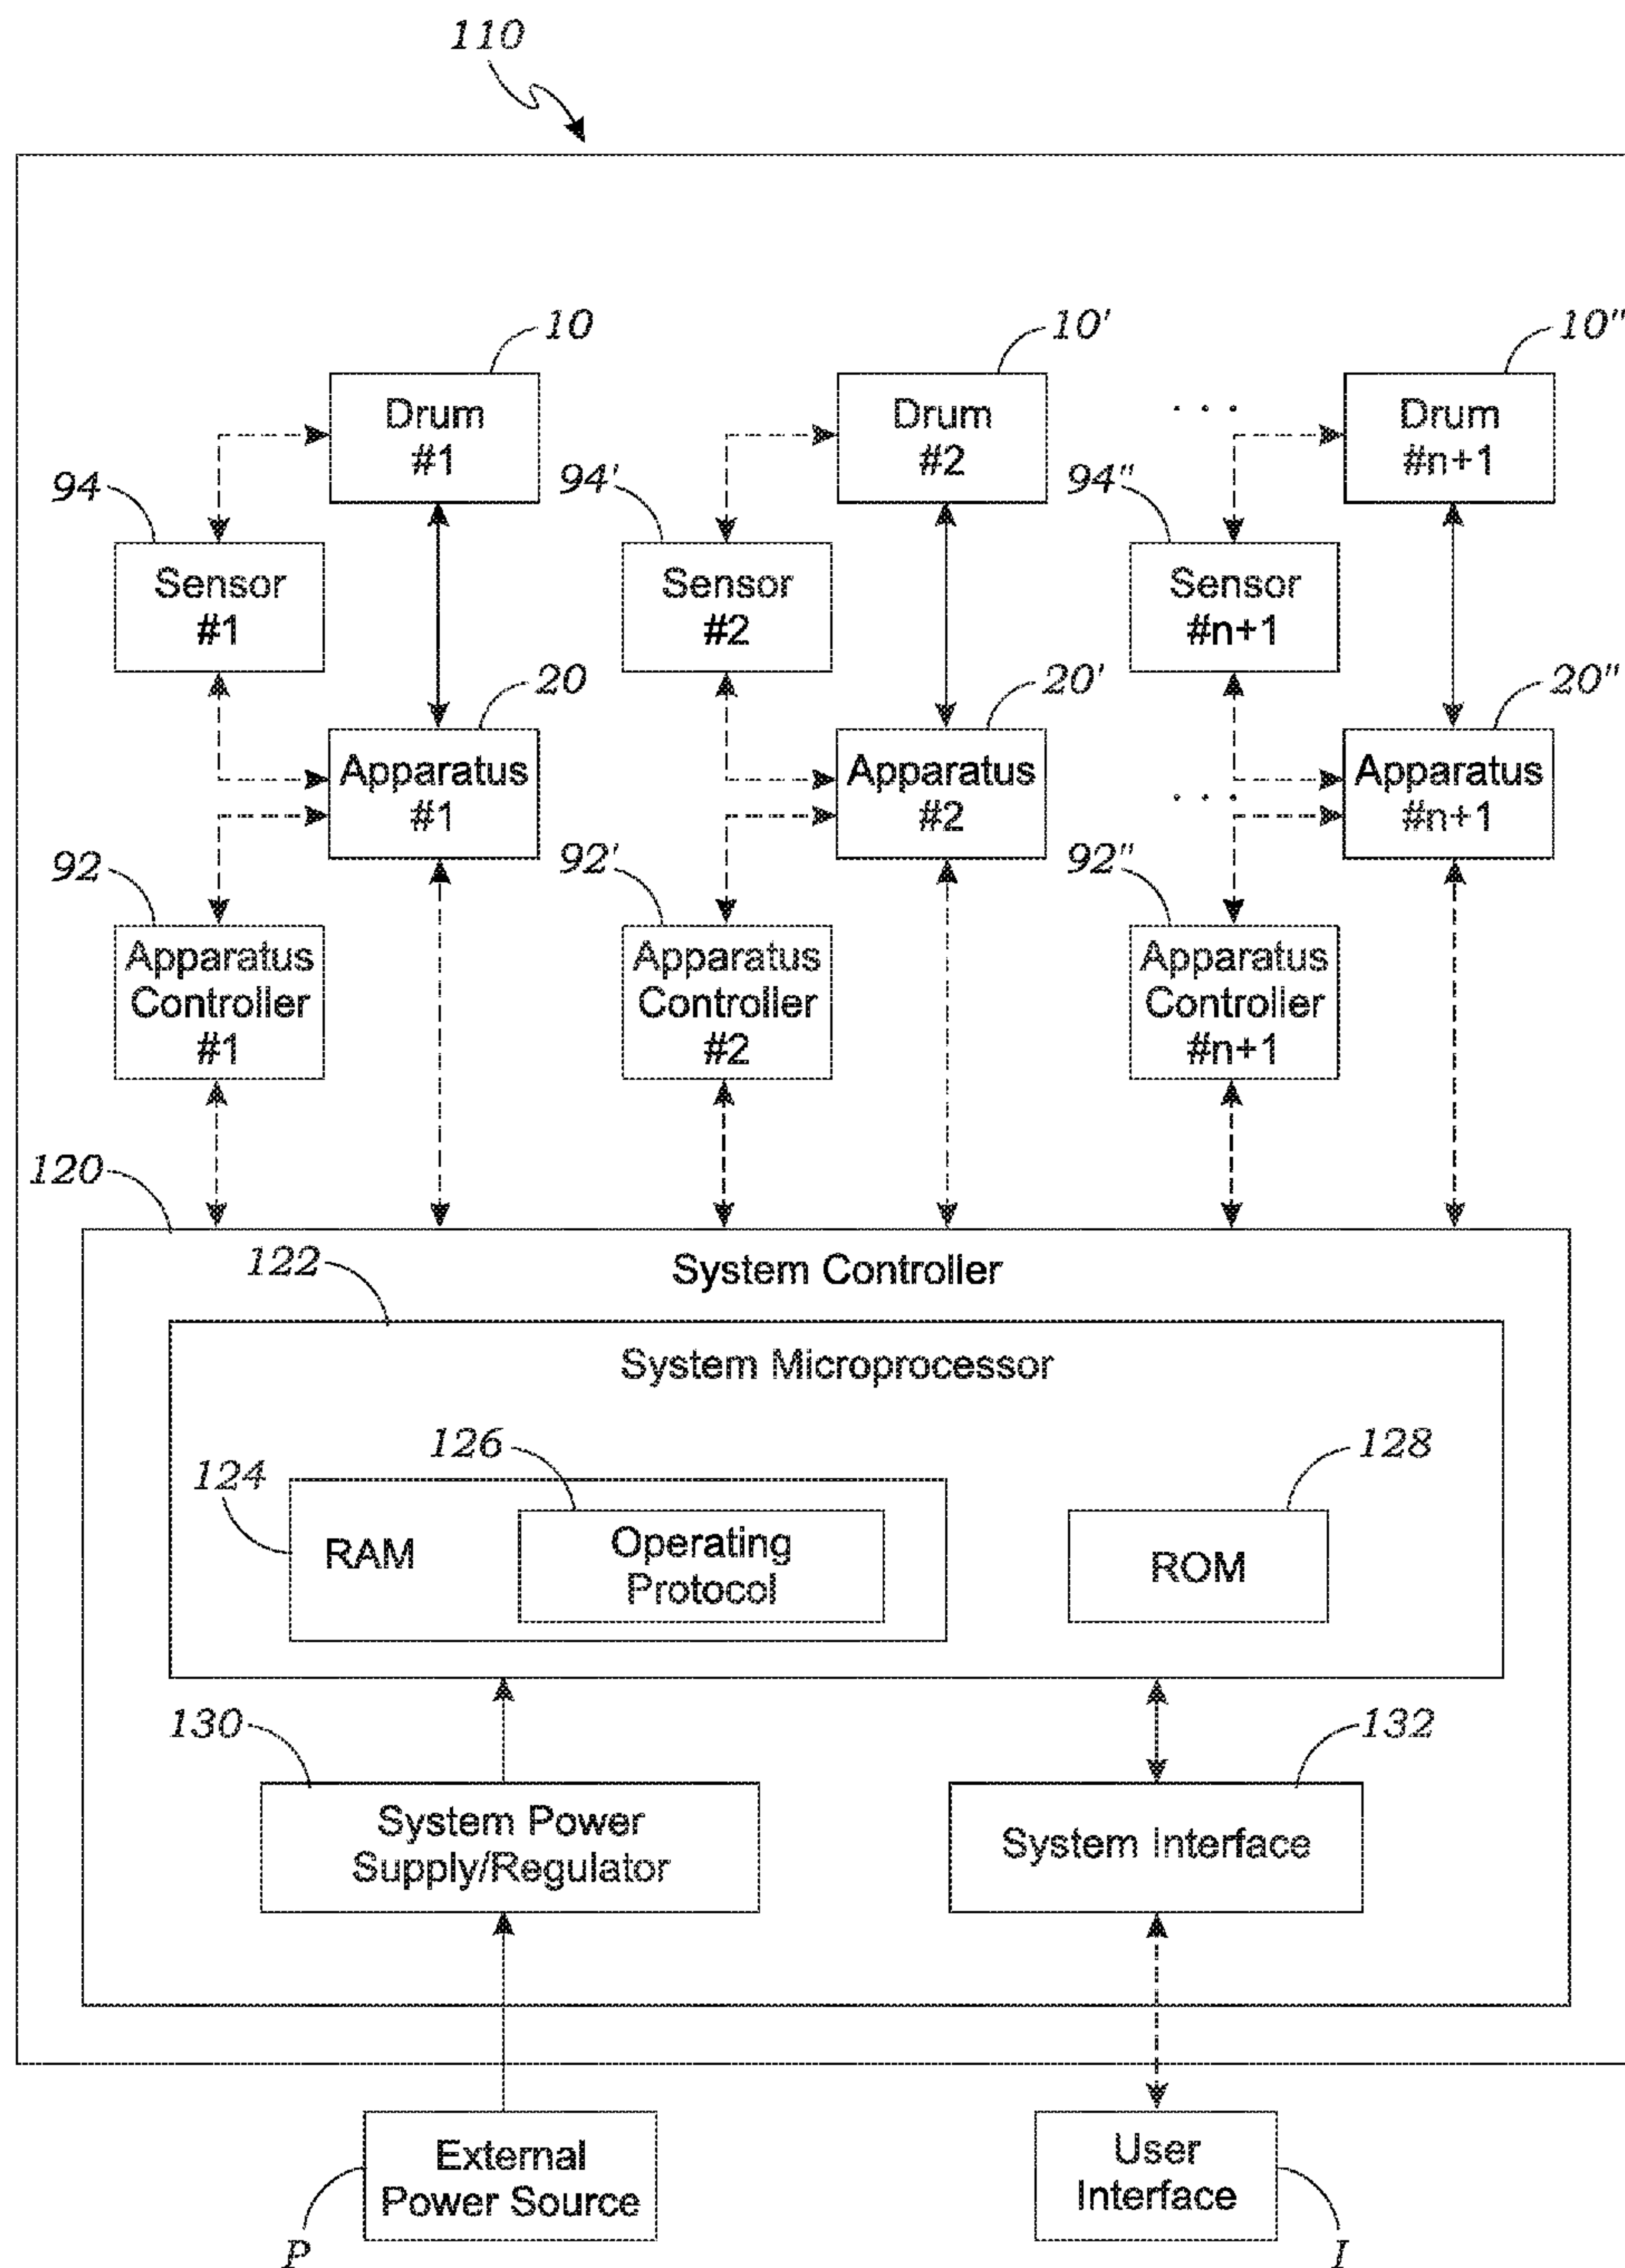 110
10
10'
10"
Drum
#1
Drum
#2
. . .
Drum
#n+1
94
94'
94"
Sensor
#1
Sensor
#2
Sensor
#n+1
20
20'
20"
Apparatus
#1
Apparatus
#2
. . .
Apparatus
#n+1
92
92'
92"
Apparatus
Controller
#1
Apparatus
Controller
#2
Apparatus
Controller
#n+1
120
System Controller
122
System Microprocessor
126
128
124
RAM
Operating
Protocol
ROM
130
132
System Power
Supply/Regulator
System Interface
External
Power Source
User
Interface
P
I